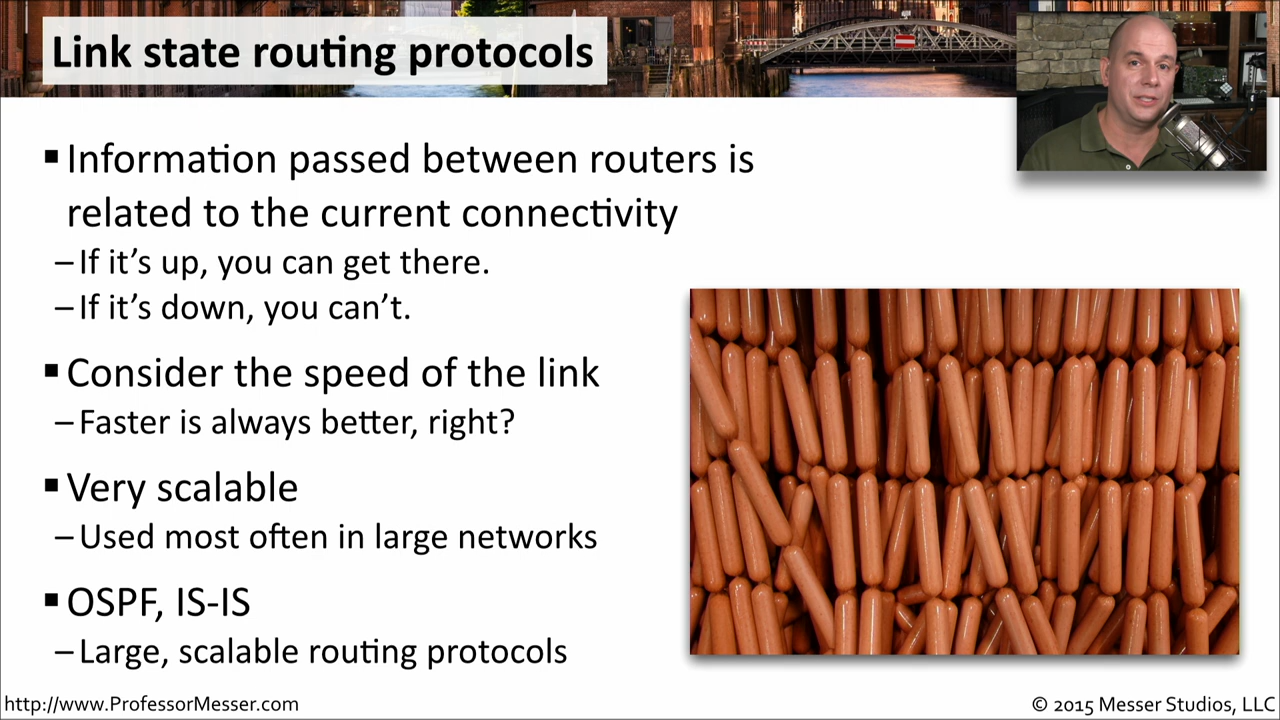 Link state routing protocols
▪ Information passed between routers is
related to the current connectivity
– If it’s up, you can get there.
– If it’s down, you can’t.
▪ Consider the speed of the link
– Faster is always better, right?
▪ Very scalable
– Used most often in large networks
▪ OSPF, IS-IS
– Large, scalable routing protocols
http://www.ProfessorMesser.com
© 2015 Messer Studios, LLC